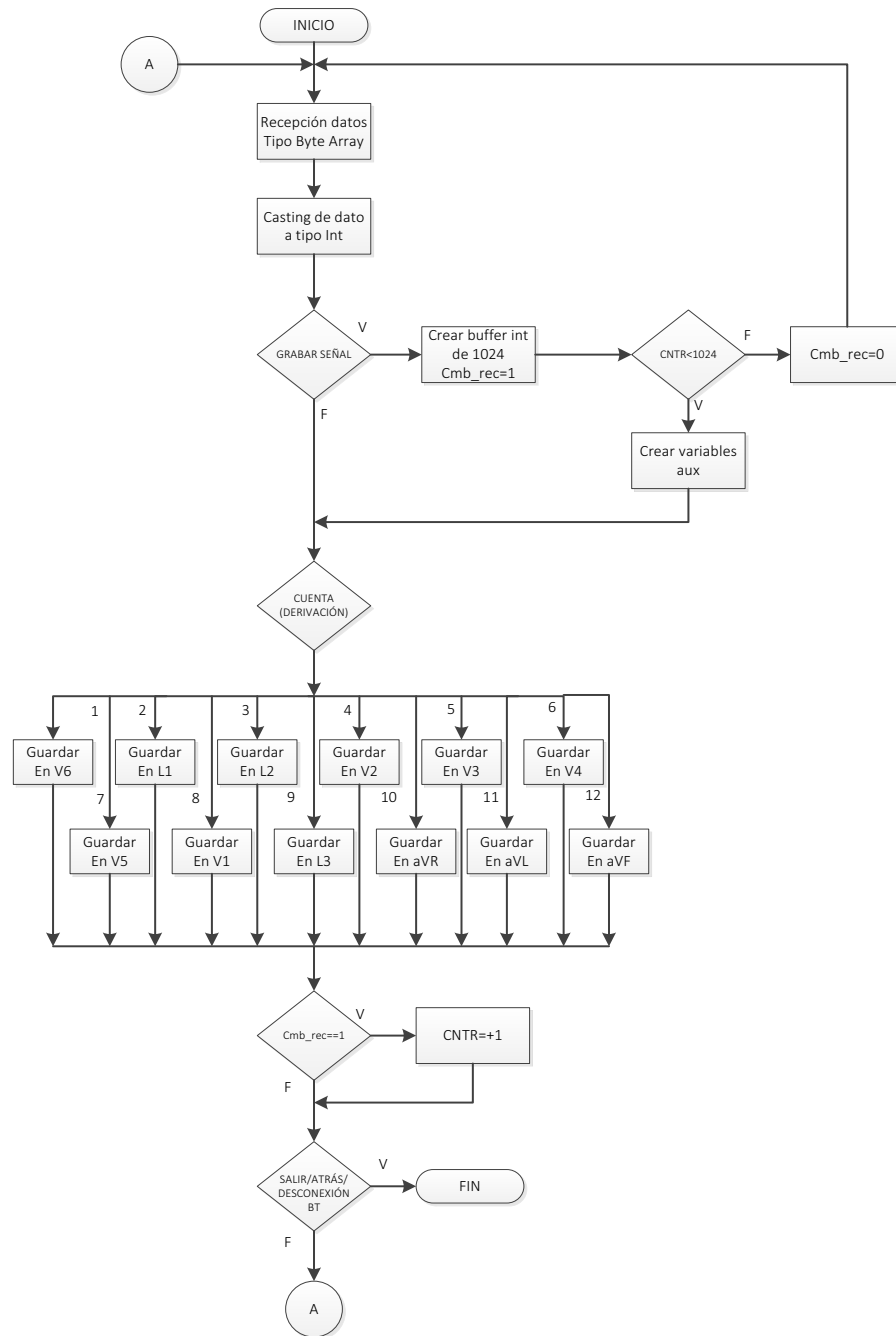 INICIO
A
Recepción datos
Tipo Byte Array
Casting de dato
a tipo Int
GRABAR SEÑAL
V
F
Crear buffer int
de 1024
Cmb_rec=1
CNTR<1024
F
V
Cmb_rec=0
Crear variables
aux
CUENTA
(DERIVACIÓN)
1
2
3
4
5
6
Guardar
En V6
Guardar
En L1
Guardar
En L2
Guardar
En V2
Guardar
En V3
Guardar
En V4
7
8
9
10
11
12
Guardar
En V5
Guardar
En V1
Guardar
En L3
Guardar
En aVR
Guardar
En aVL
Guardar
En aVF
Cmb_rec==1
V
F
CNTR=+1
SALIR/ATRÁS/
DESCONEXIÓN
BT
V
F
FIN
A